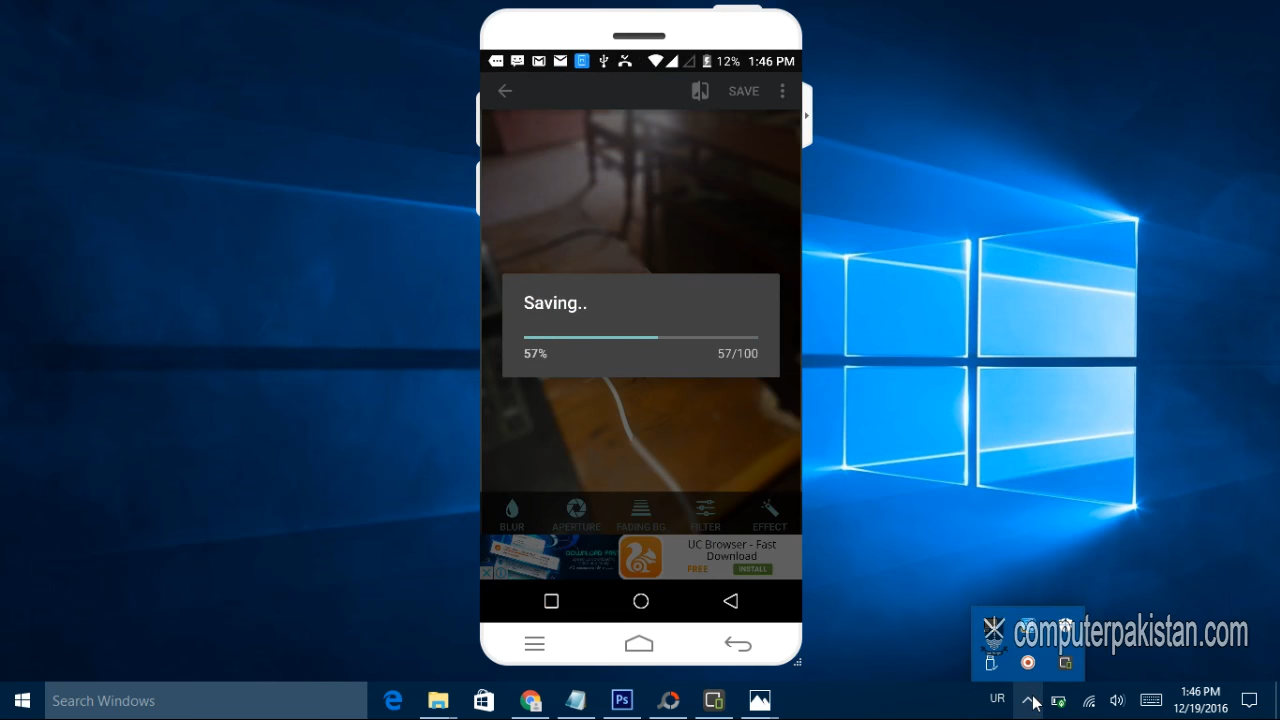 12% 1:46 PM
SAVE
Saving..
57% 57/100
BLUR APERTURE FADING BG FILTER EFFECT
UC Browser - Fast
Download
FREE INSTALL
computerpakistan.com
Search Windows
Ps
UR
1:46 PM
12/19/2016